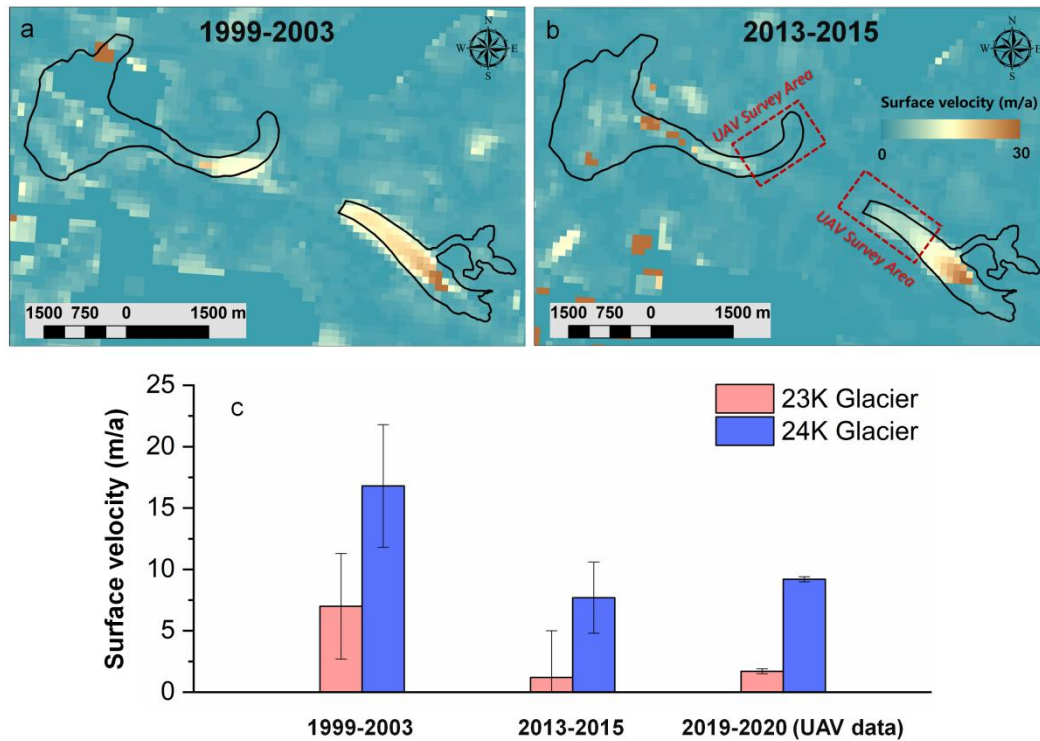 a
1999-2003
N
W E
S
1500 750 0 1500 m
b
2013-2015
N
W E
S
UAV Survey Area
Surface velocity (m/a)
0 30
UAV Survey Area
1500 750 0 1500 m
c
23K Glacier
24K Glacier
Surface velocity (m/a)
25
20
15
10
5
0
1999-2003
2013-2015
2019-2020 (UAV data)